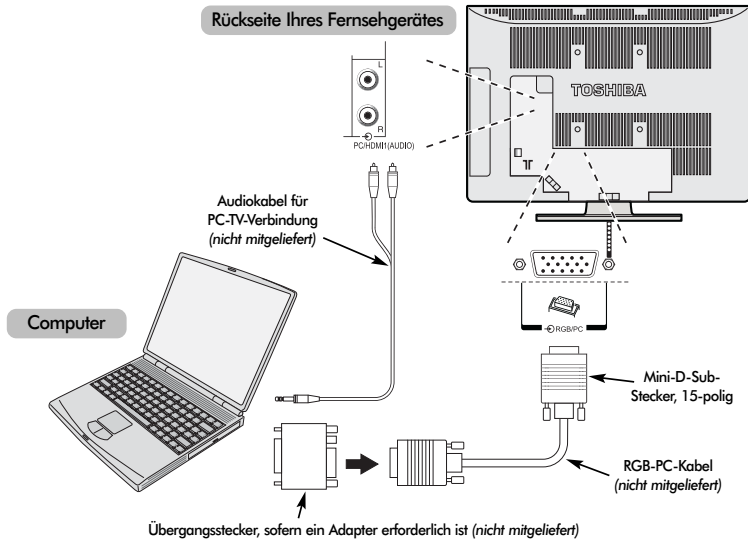 Rückseite Ihres Fernsehgerätes
L
R
PC/HDMI1(AUDIO)
TOSHIBA
Audiokabel für
PC-TV-Verbindung
(nicht mitgeliefert)
Computer
RGB/PC
Mini-D-Sub-
Stecker, 15-polig
RGB-PC-Kabel
(nicht mitgeliefert)
Übergangsstecker, sofern ein Adapter erforderlich ist (nicht mitgeliefert)